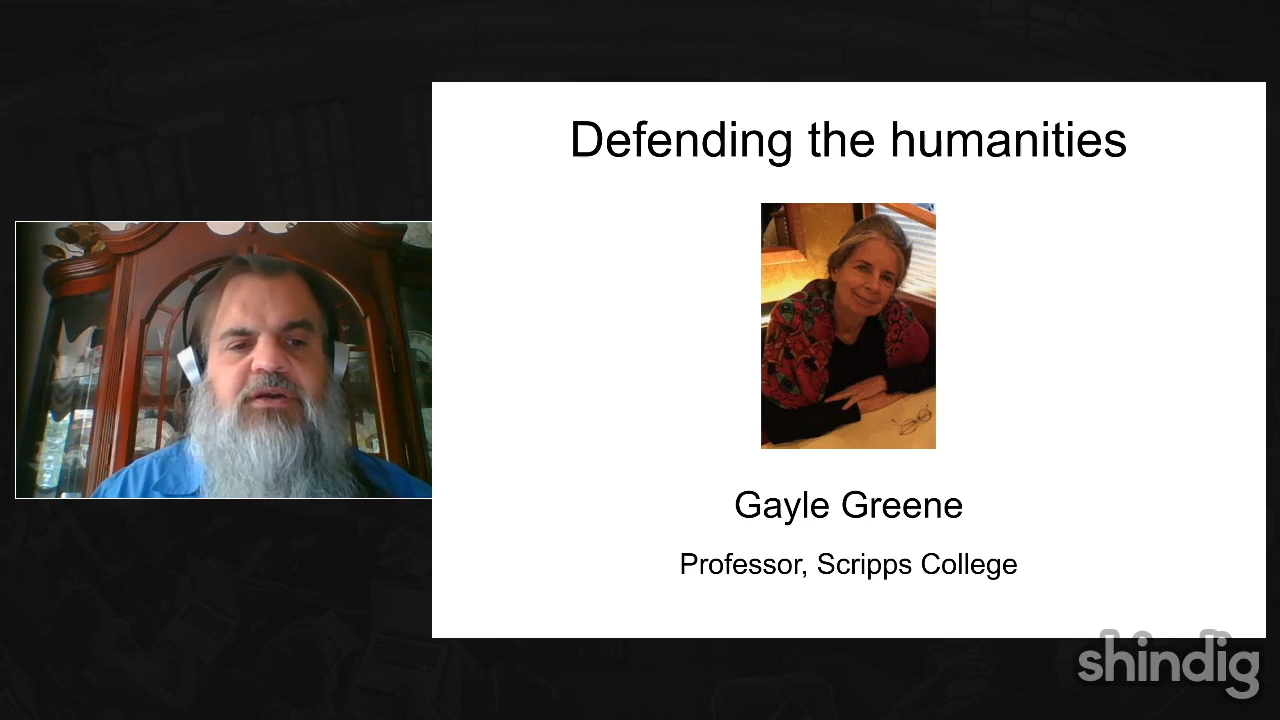 Defending the humanities
Gayle Greene
Professor, Scripps College
shindig